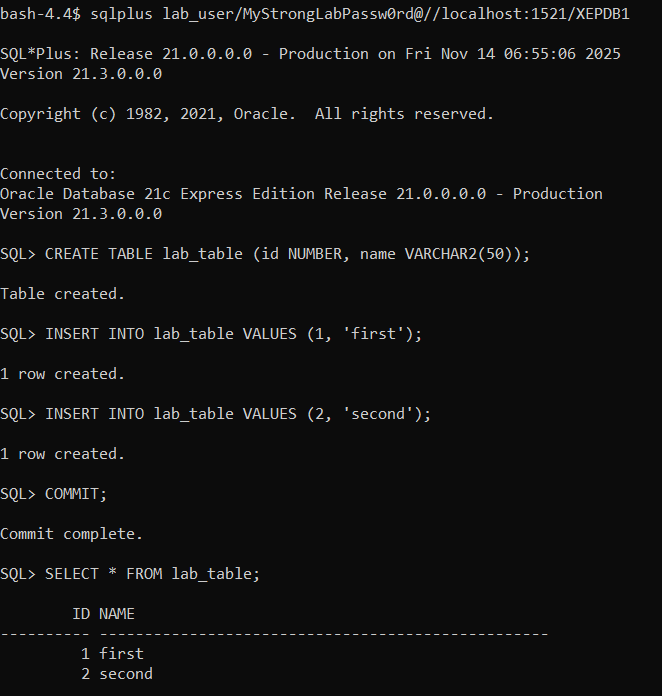 bash-4.4$ sqlplus lab_user/MyStrongLabPassw0rd@//localhost:1521/XEPDB1
SQL*Plus: Release 21.0.0.0.0 - Production on Fri Nov 14 06:55:06 2025
Version 21.3.0.0.0
Copyright (c) 1982, 2021, Oracle.  All rights reserved.
Connected to:
Oracle Database 21c Express Edition Release 21.0.0.0.0 - Production
Version 21.3.0.0.0
SQL> CREATE TABLE lab_table (id NUMBER, name VARCHAR2(50));
Table created.
SQL> INSERT INTO lab_table VALUES (1, 'first');
1 row created.
SQL> INSERT INTO lab_table VALUES (2, 'second');
1 row created.
SQL> COMMIT;
Commit complete.
SQL> SELECT * FROM lab_table;
        ID NAME
---------- --------------------------------------------------
         1 first
         2 second